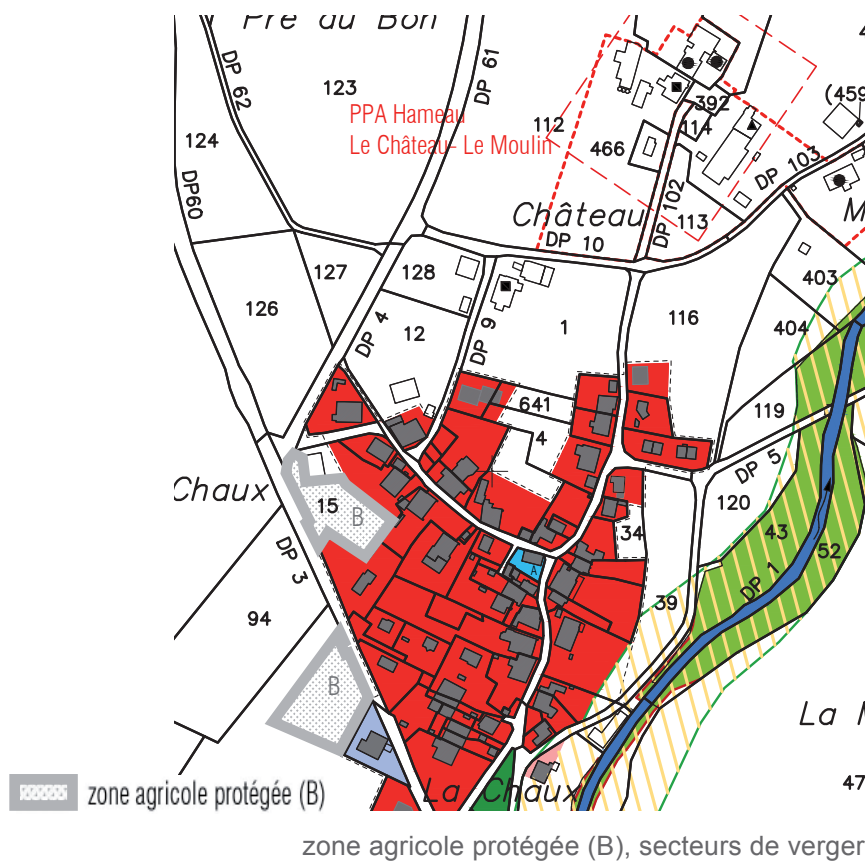 Pré du Bon
DP 62
DP 61
123
PPA Hameau
Le Château- Le Moulin
112
392
114
(459
124
466
DP 103
DP60
DP 102
113
Château
DP 10
M
127
128
403
126
DP 4
12
DP 9
1
116
404
641
4
119
DP 5
Chaux
15
B
120
34
43
52
DP 3
A
DP 1
39
94
B
La M
La Chaux
47
zone agricole protégée (B)
zone agricole protégée (B), secteurs de verger